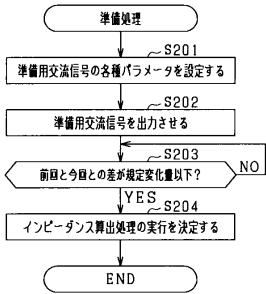 準備処理
S201
準備用交流信号の各種パラメータを設定する
S202
準備用交流信号を出力させる
S203
前回と今回との差が規定変化量以下?
NO
YES
S204
インピーダンス算出処理の実行を決定する
END